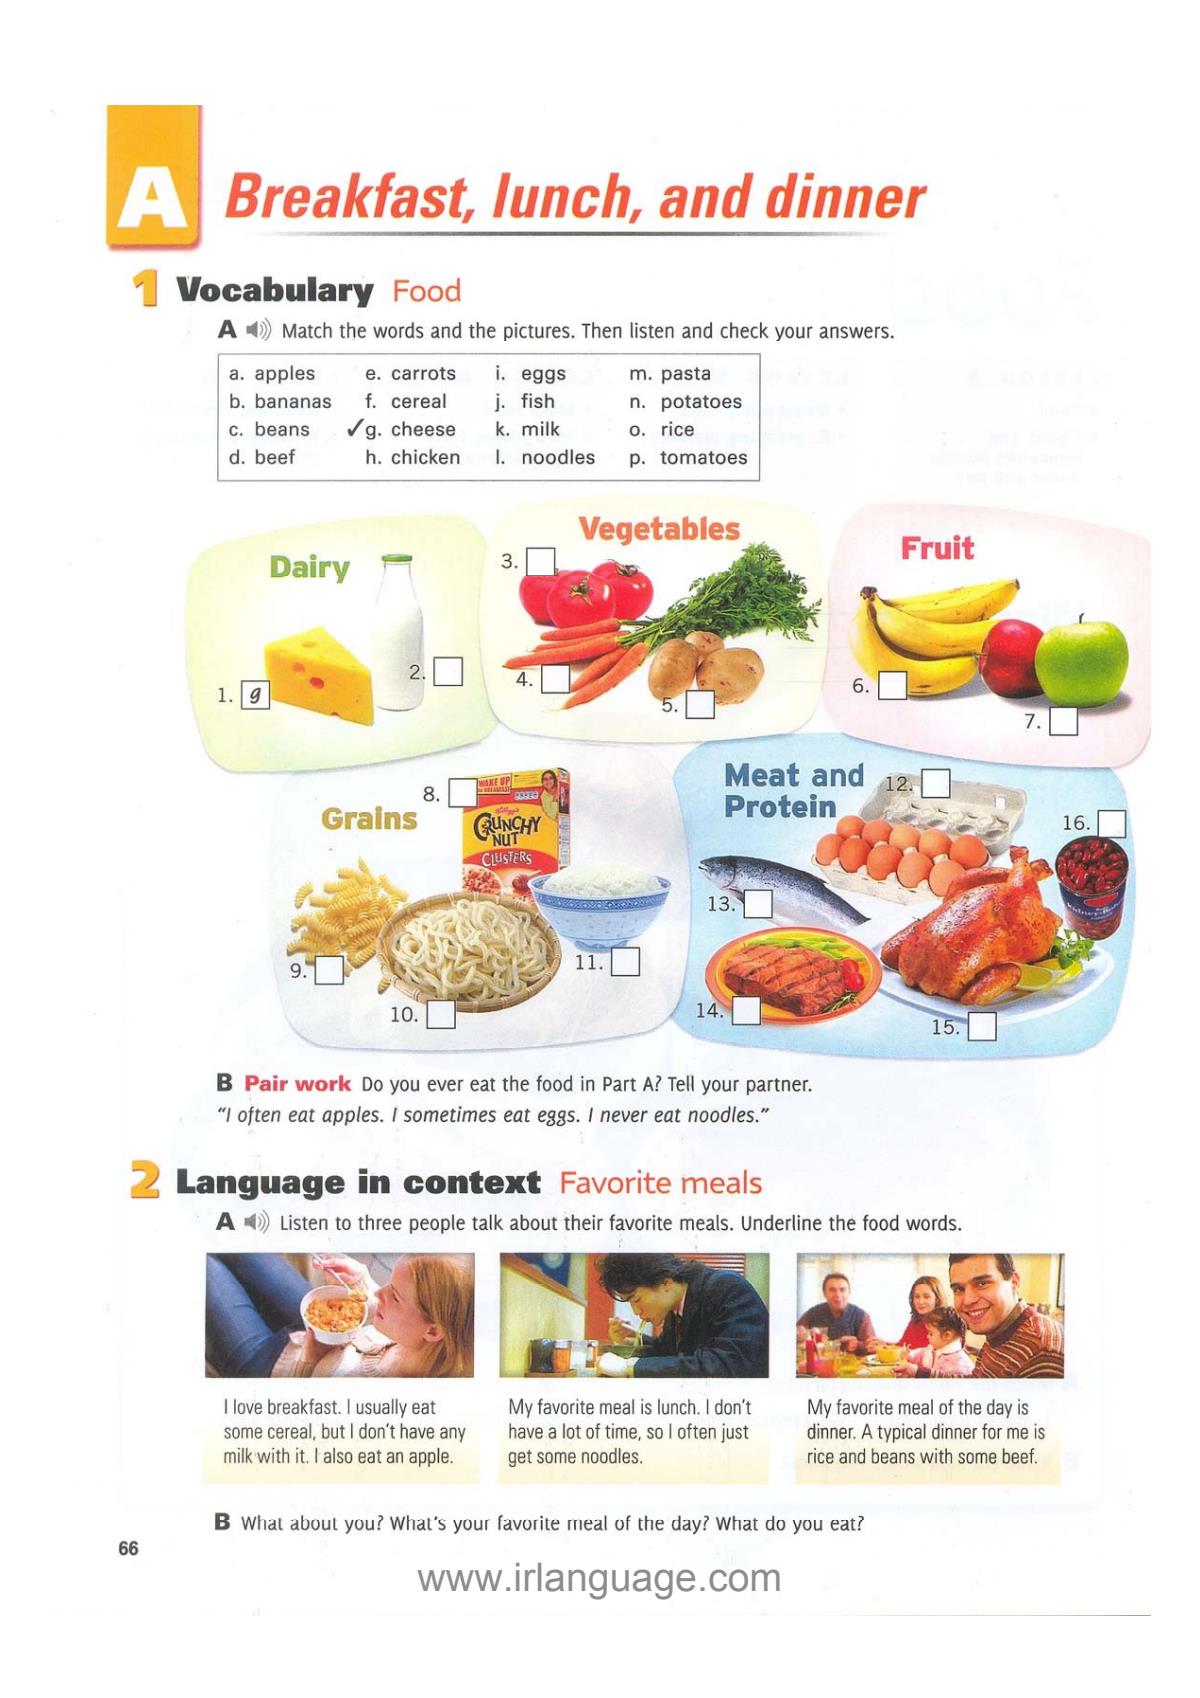 A
Breakfast, lunch, and dinner
1 Vocabulary Food
A Match the words and the pictures. Then listen and check your answers.
a. apples e. carrots i. eggs m. pasta
b. bananas f. cereal j. fish n. potatoes
c. beans ✓g. cheese k. milk o. rice
d. beef h. chicken l. noodles p. tomatoes
Dairy
1. g
2.
Vegetables
3.
4.
5.
Fruit
6.
7.
Grains
8.
WAKE UP
CRUNCHY
NUT
CLUSTERS
9.
10.
11.
Meat and
Protein
12.
13.
14.
15.
16.
B Pair work Do you ever eat the food in Part A? Tell your partner.
"I often eat apples. I sometimes eat eggs. I never eat noodles."
2 Language in context Favorite meals
A Listen to three people talk about their favorite meals. Underline the food words.
I love breakfast. I usually eat
some cereal, but I don't have any
milk with it. I also eat an apple.
My favorite meal is lunch. I don't
have a lot of time, so I often just
get some noodles.
My favorite meal of the day is
dinner. A typical dinner for me is
rice and beans with some beef.
B What about you? What's your favorite meal of the day? What do you eat?
66
www.irlanguage.com